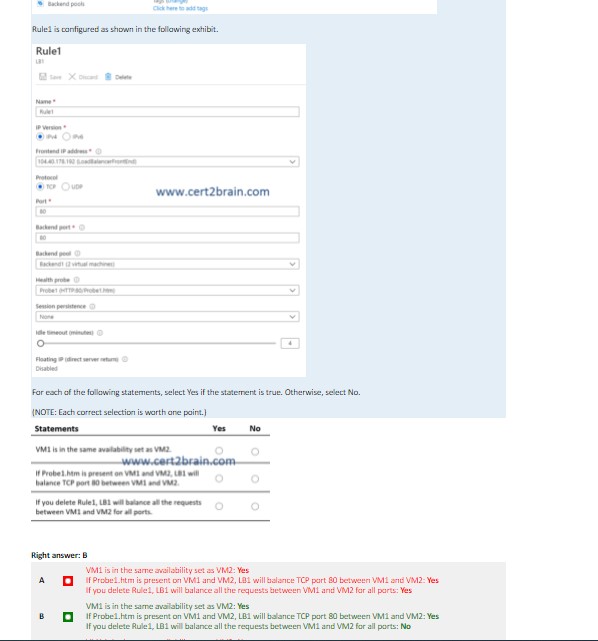 Backend pools
Tags (change)
Click here to add tags
Rule1 is configured as shown in the following exhibit.
Rule1
LB1
Save Discard Delete
Name *
Rule1
IP Version *
IPv4 IPv6
Frontend IP address *
104.40.178.192 (LoadBalancerFrontEnd)
Protocol
TCP UDP
www.cert2brain.com
Port *
80
Backend port *
80
Backend pool
Backend1 (2 virtual machines)
Health probe
Probe1 (HTTP:80/Probe1.htm)
Session persistence
None
Idle timeout (minutes)
4
Floating IP (direct server return)
Disabled
For each of the following statements, select Yes if the statement is true. Otherwise, select No.
(NOTE: Each correct selection is worth one point.)
Statements Yes No
VM1 is in the same availability set as VM2.
www.cert2brain.com
If Probe1.htm is present on VM1 and VM2, LB1 will
balance TCP port 80 between VM1 and VM2.
If you delete Rule1, LB1 will balance all the requests
between VM1 and VM2 for all ports.
Right answer: B
VM1 is in the same availability set as VM2: Yes
A If Probe1.htm is present on VM1 and VM2, LB1 will balance TCP port 80 between VM1 and VM2: Yes
If you delete Rule1, LB1 will balance all the requests between VM1 and VM2 for all ports: Yes
VM1 is in the same availability set as VM2: Yes
B If Probe1.htm is present on VM1 and VM2, LB1 will balance TCP port 80 between VM1 and VM2: Yes
If you delete Rule1, LB1 will balance all the requests between VM1 and VM2 for all ports: No